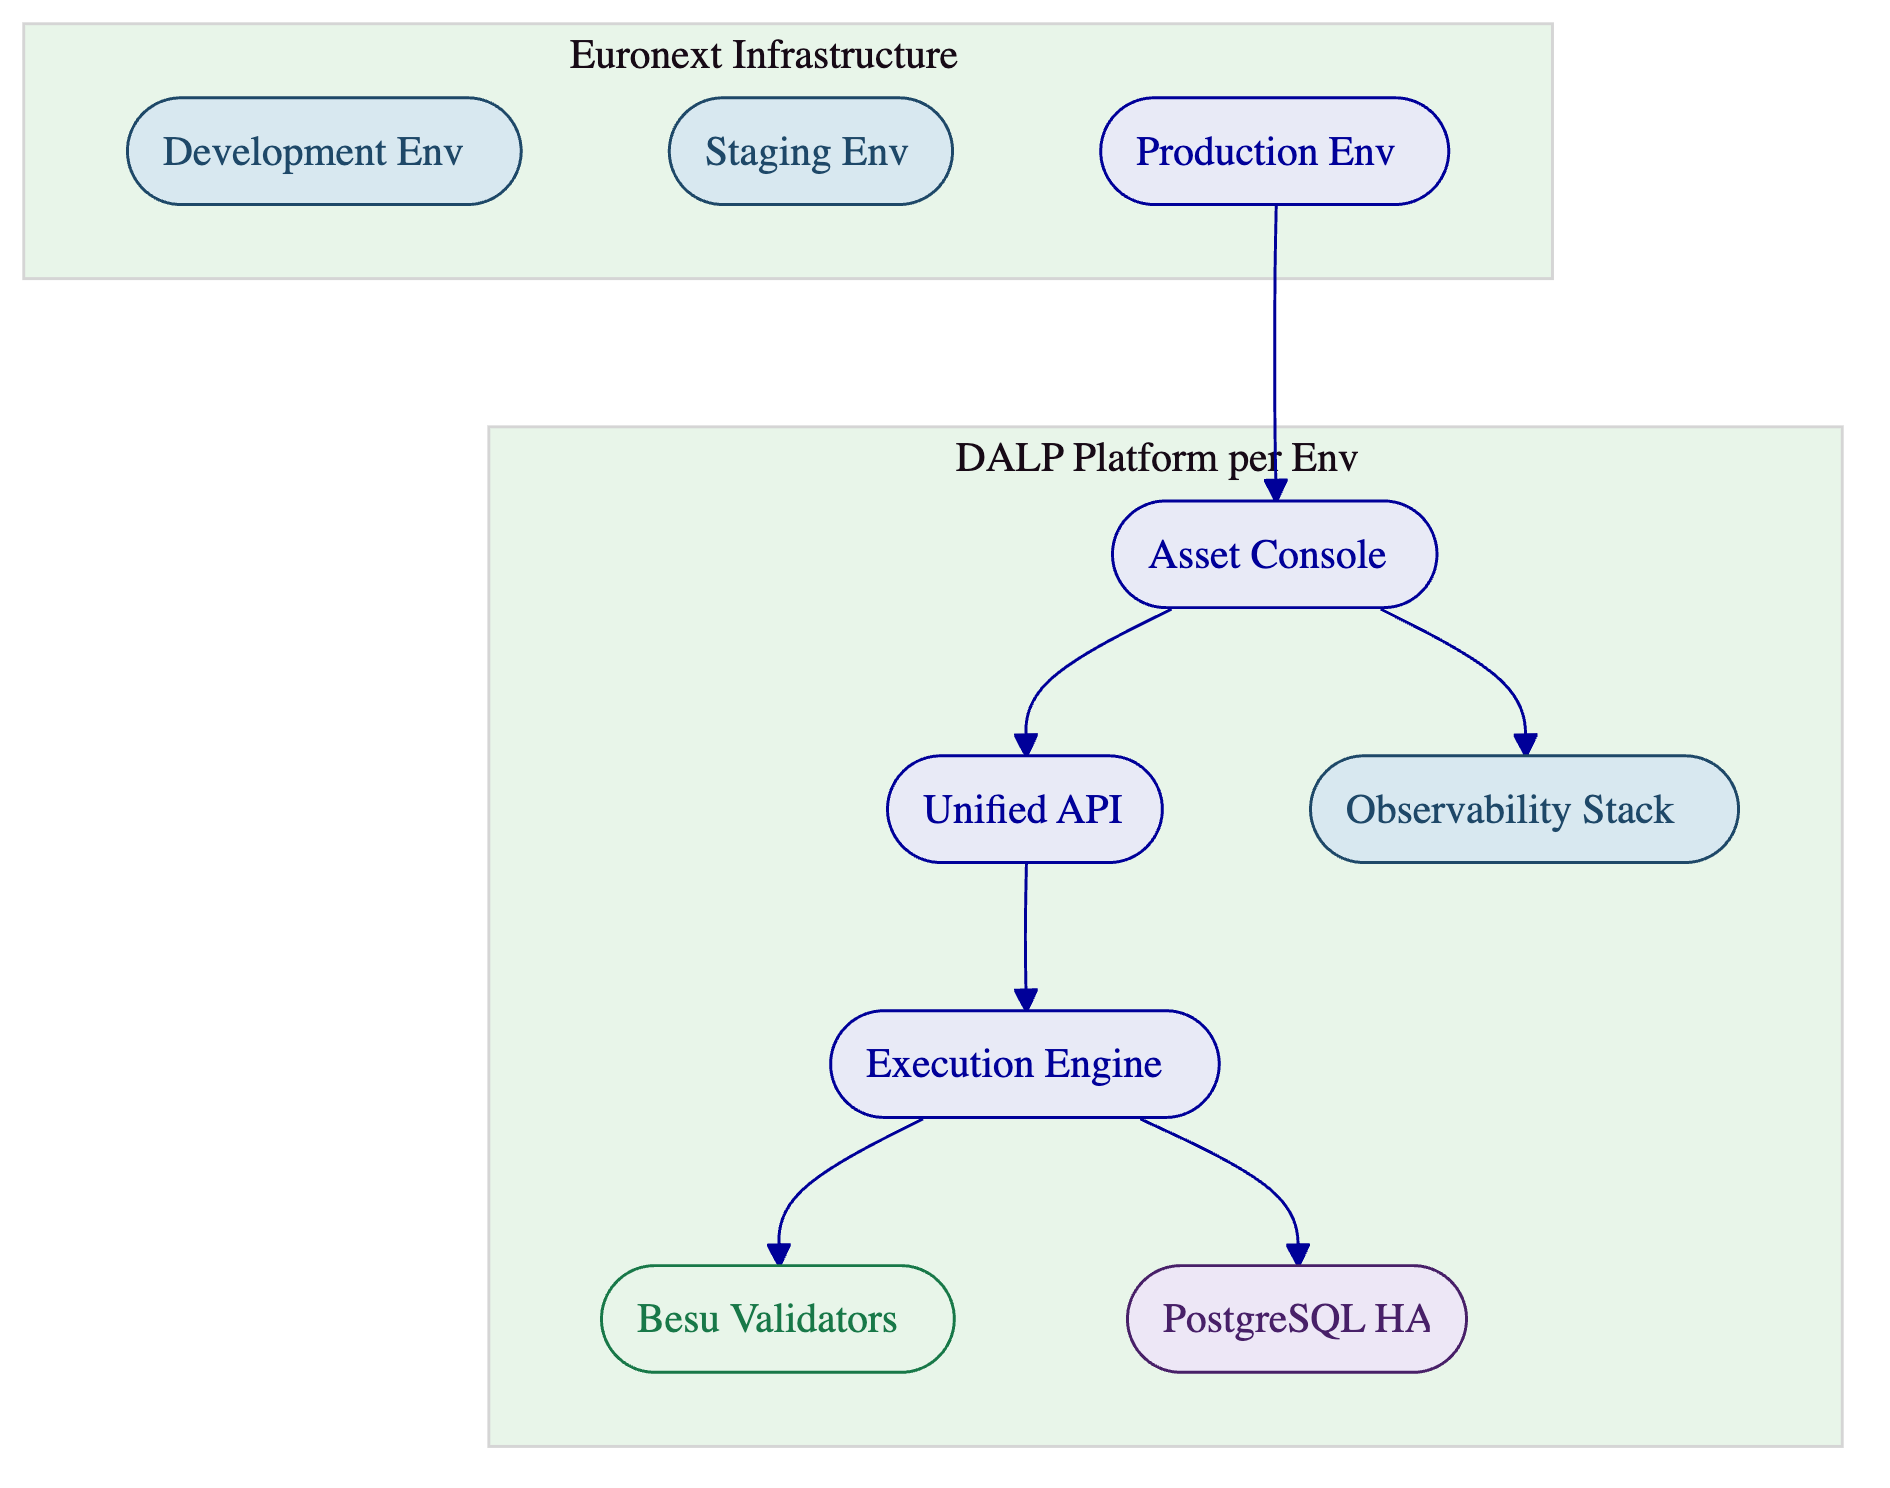 Euronext Infrastructure
Development Env
Staging Env
Production Env
DALP Platform per Env
Asset Console
Unified API
Observability Stack
Execution Engine
Besu Validators
PostgreSQL HA